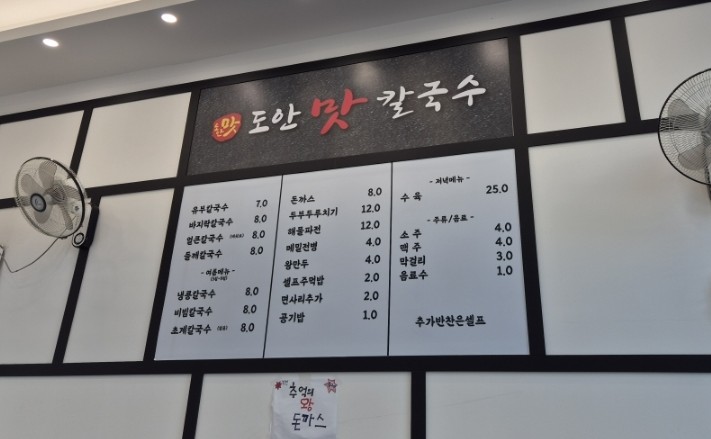 도안 맛 칼국수
유부칼국수 7,0
바지락칼국수 8,0
얼큰칼국수 8,0
들깨칼국수 8,0
- 여름메뉴 -
냉콩칼국수 8,0
비빔칼국수 8,0
초계칼국수 8,0
돈까스 8,0
두부두루치기 12,0
해물파전 12,0
메밀전병 4,0
왕만두 4,0
셀프주먹밥 2,0
면사리추가 2,0
공기밥 1,0
- 저녁메뉴 -
수육 25,0
- 주류/음료 -
소주 4,0
맥주 4,0
막걸리 3,0
음료수 1,0
추가반찬은셀프
추억의
왕
돈까스